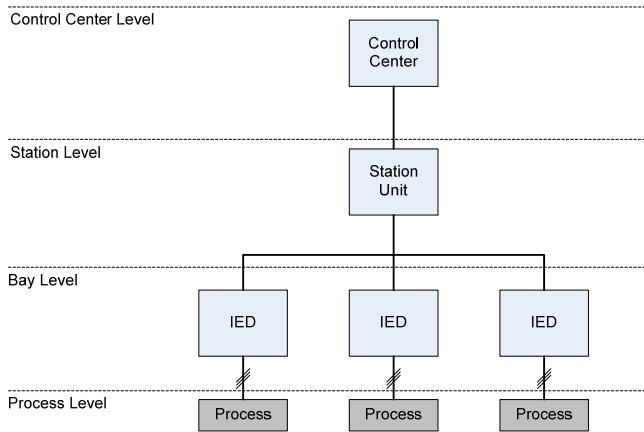 Control Center Level
Control
Center
Station Level
Station
Unit
Bay Level
IED
IED
IED
Process Level
Process
Process
Process